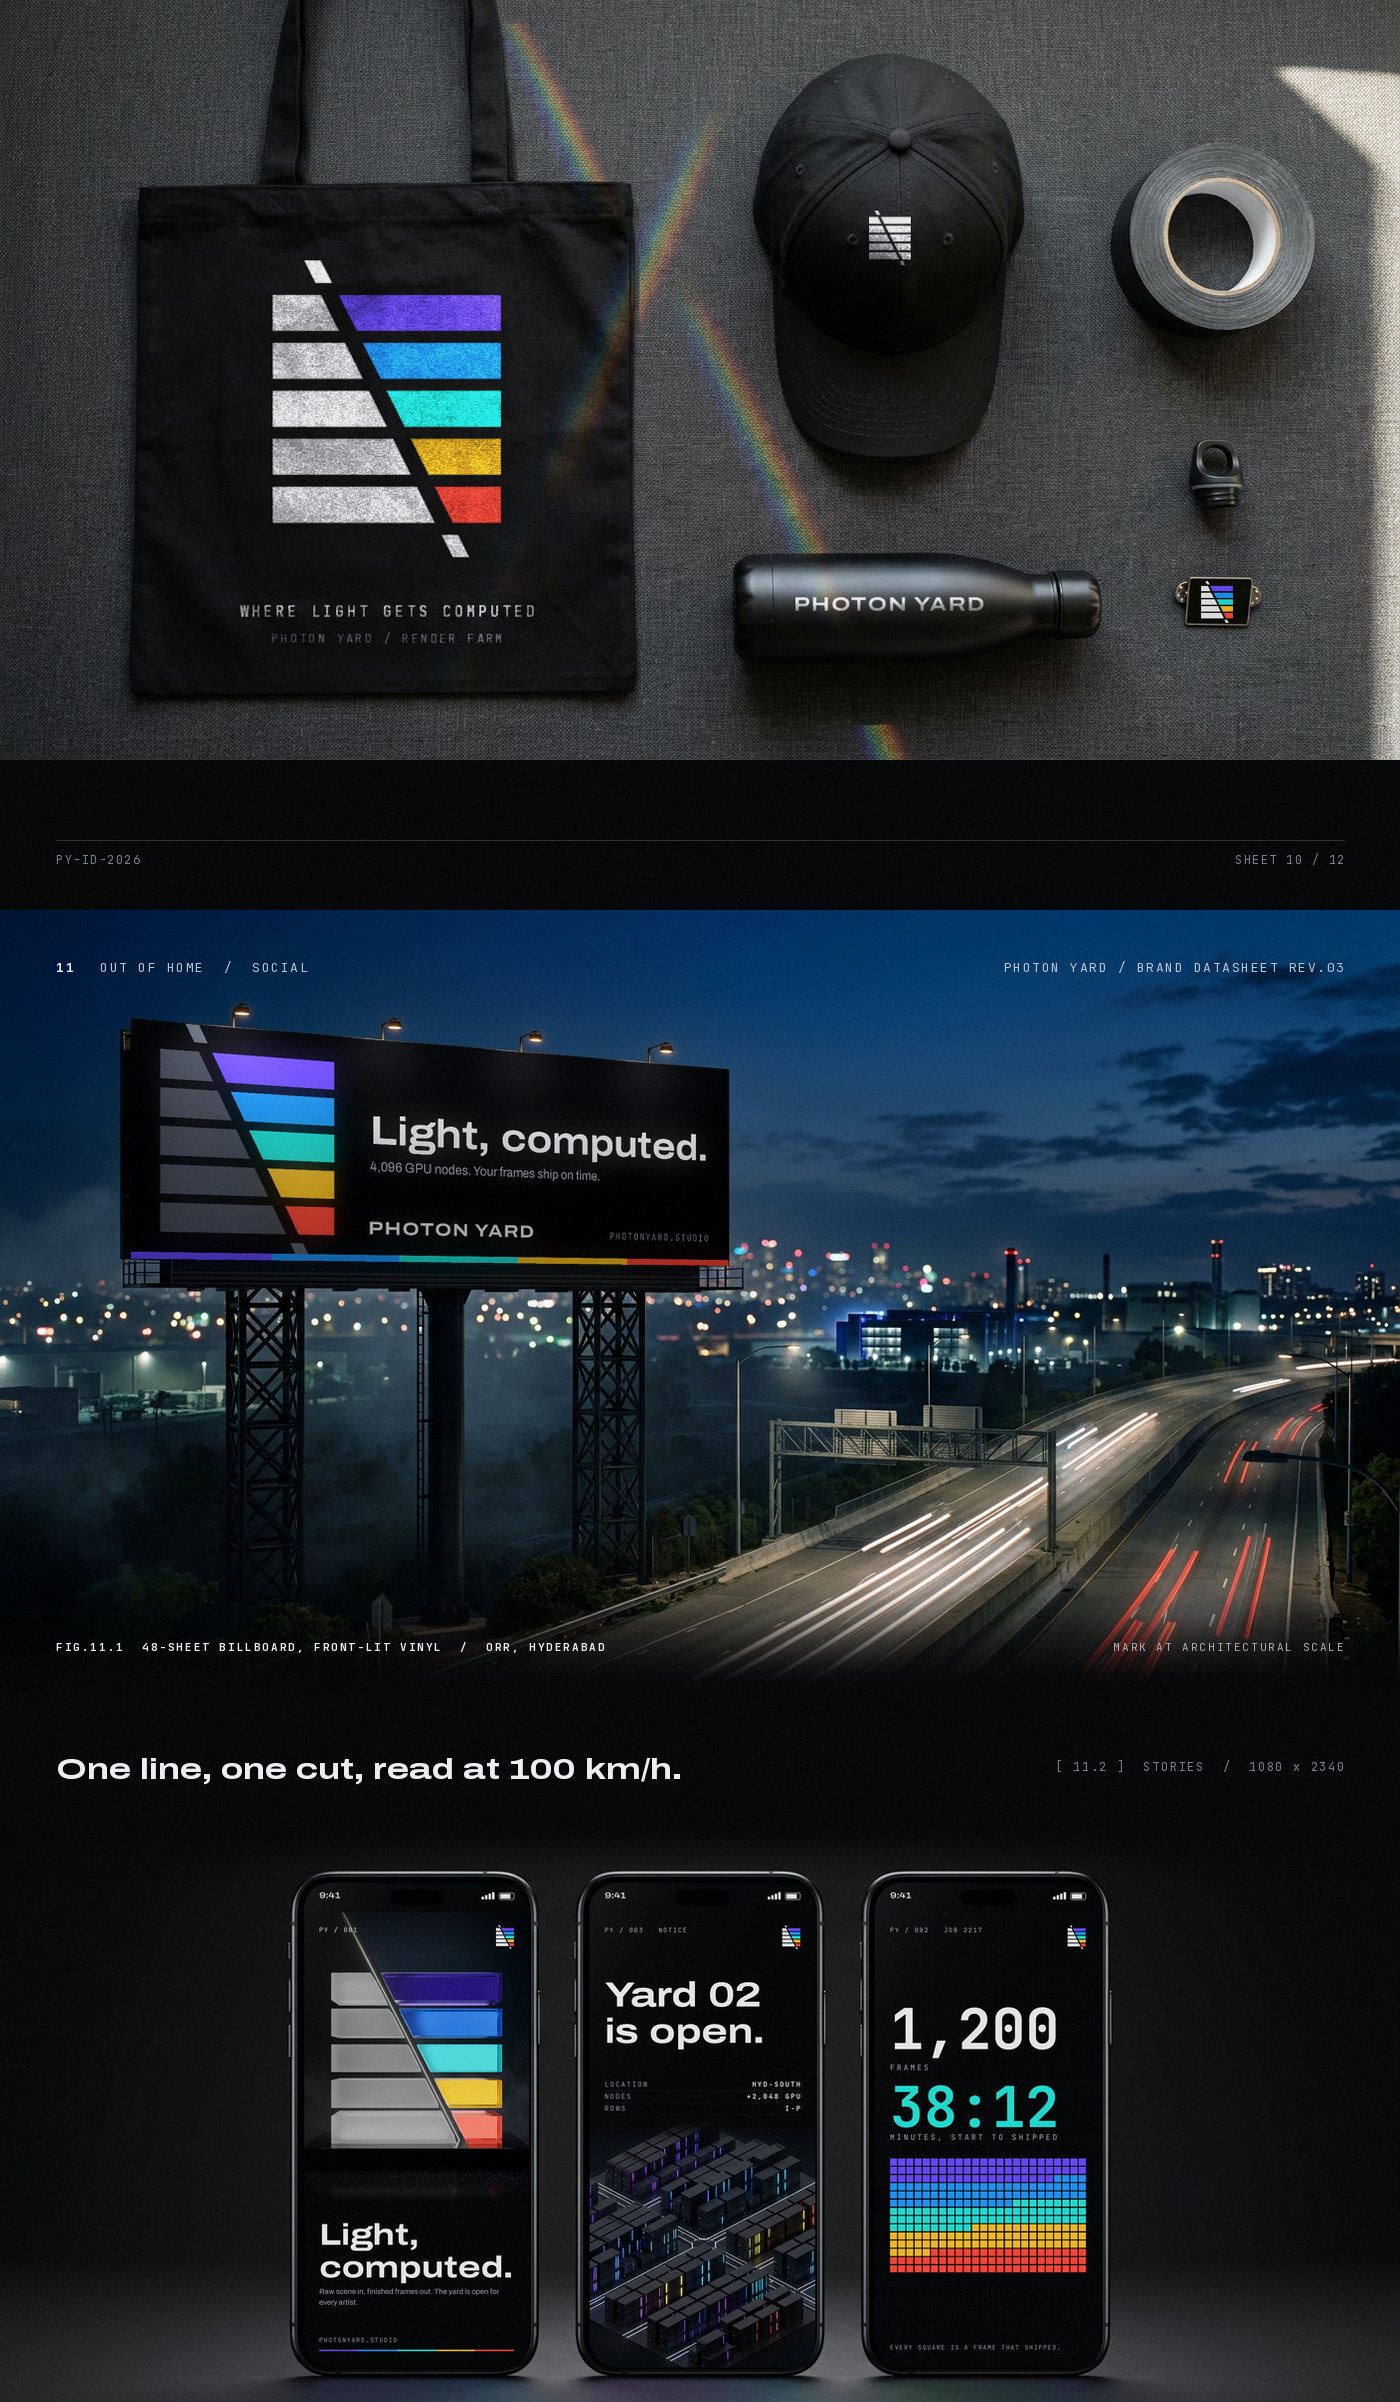 WHERE LIGHT GETS COMPUTED
PHOTON YARD / RENDER FARM
PHOTON YARD
PY-ID-2026
SHEET 10 / 12
11 OUT OF HOME / SOCIAL
PHOTON YARD / BRAND DATASHEET REV.03
Light, computed.
4,096 GPU nodes. Your frames ship on time.
PHOTON YARD
PHOTONYARD.STUDIO
FIG.11.1 48-SHEET BILLBOARD, FRONT-LIT VINYL / ORR, HYDERABAD
MARK AT ARCHITECTURAL SCALE
One line, one cut, read at 100 km/h.
[ 11.2 ] STORIES / 1080 x 2340
9:41
PY / 001
Light,
computed.
Raw scene in, finished frames out. The yard is open for
every artist.
PHOTONYARD.STUDIO
9:41
PY / 003 NOTICE
Yard 02
is open.
LOCATION HYD-SOUTH
NODES +2,048 GPU
ROWS I-P
9:41
PY / 002 JOB 2217
1,200
FRAMES
38:12
MINUTES, START TO SHIPPED
EVERY SQUARE IS A FRAME THAT SHIPPED.